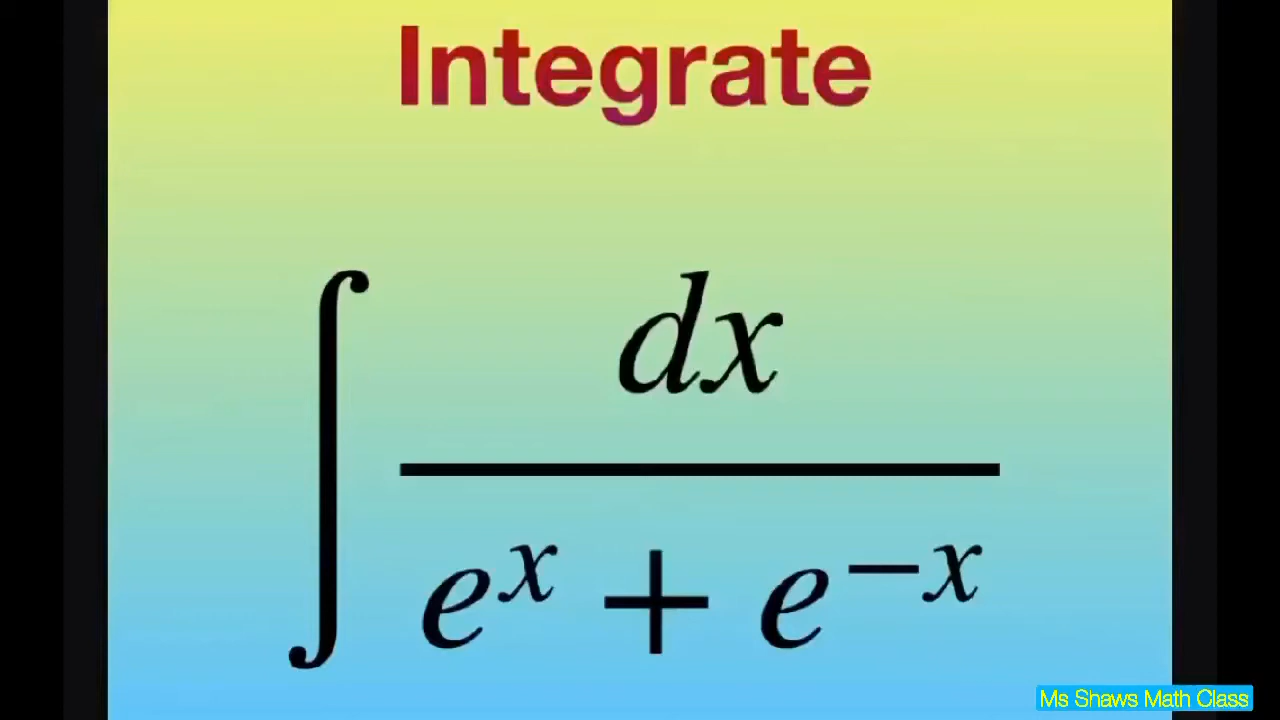 Integrate
∫ dx
e^x + e^−x
Ms Shaws Math Class